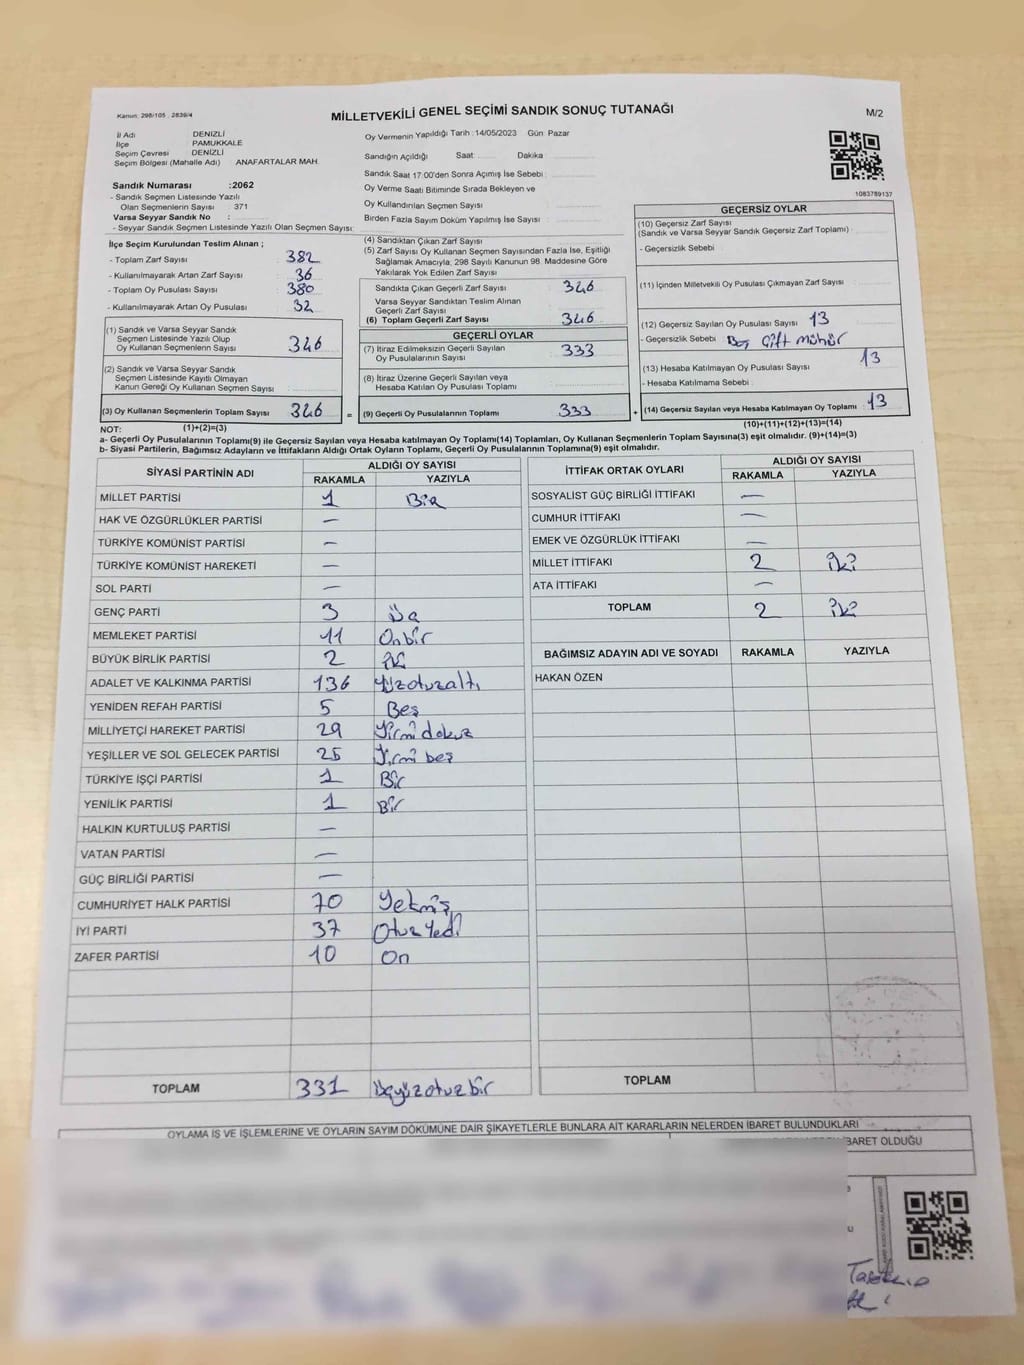 Kanun: 298/105 , 2839/4
MİLLETVEKİLİ GENEL SEÇİMİ SANDIK SONUÇ TUTANAĞI
M/2
İl Adı DENİZLİ
İlçe PAMUKKALE
Seçim Çevresi DENİZLİ
Seçim Bölgesi (Mahalle Adı) ANAFARTALAR MAH.
Sandık Numarası :2062
- Sandık Seçmen Listesinde Yazılı
Olan Seçmenlerin Sayısı : 371
Varsa Seyyar Sandık No :
- Seyyar Sandık Seçmen Listesinde Yazılı Olan Seçmen Sayısı:
Oy Vermenin Yapıldığı Tarih :14/05/2023 Gün: Pazar
Sandığın Açıldığı Saat: Dakika:
Sandık Saat 17:00'den Sonra Açımış İse Sebebi :
Oy Verme Saati Bitiminde Sırada Bekleyen ve
Oy Kullandırılan Seçmen Sayısı :
Birden Fazla Sayım Döküm Yapılmış İse Sayısı :
1083789137
İlçe Seçim Kurulundan Teslim Alınan ;
- Toplam Zarf Sayısı : 382
- Kullanılmayarak Artan Zarf Sayısı : 36
- Toplam Oy Pusulası Sayısı : 380
- Kullanılmayarak Artan Oy Pusulası : 32
(1) Sandık ve Varsa Seyyar Sandık
Seçmen Listesinde Yazılı Olup
Oy Kullanan Seçmenlerin Sayısı : 346
(2) Sandık ve Varsa Seyyar Sandık
Seçmen Listesinde Kayıtlı Olmayan
Kanun Gereği Oy Kullanan Seçmen Sayısı :
(3) Oy Kullanan Seçmenlerin Toplam Sayısı : 346 =
(4) Sandıktan Çıkan Zarf Sayısı :
(5) Zarf Sayısı Oy Kullanan Seçmen Sayısından Fazla İse, Eşitliği
Sağlamak Amacıyla, 298 Sayılı Kanunun 98. Maddesine Göre
Yakılarak Yok Edilen Zarf Sayısı :
Sandıkta Çıkan Geçerli Zarf Sayısı : 346
Varsa Seyyar Sandıktan Teslim Alınan
Geçerli Zarf Sayısı :
(6) Toplam Geçerli Zarf Sayısı : 346
GEÇERLİ OYLAR
(7) İtiraz Edilmeksizin Geçerli Sayılan
Oy Pusulalarının Sayısı : 333
(8) İtiraz Üzerine Geçerli Sayılan veya
Hesaba Katılan Oy Pusulası Toplamı :
(9) Geçerli Oy Pusulalarının Toplamı : 333 +
GEÇERSİZ OYLAR
(10) Geçersiz Zarf Sayısı
(Sandık ve Varsa Seyyar Sandık Geçersiz Zarf Toplamı) :
- Geçersizlik Sebebi :
(11) İçinden Milletvekili Oy Pusulası Çıkmayan Zarf Sayısı :
(12) Geçersiz Sayılan Oy Pusulası Sayısı : 13
- Geçersizlik Sebebi : Boş Çift mühür
(13) Hesaba Katılmayan Oy Pusulası Sayısı : 13
- Hesaba Katılmama Sebebi :
(14) Geçersiz Sayılan veya Hesaba Katılmayan Oy Toplamı : 13
NOT: (1)+(2)=(3)
(10)+(11)+(12)+(13)=(14)
a- Geçerli Oy Pusulalarının Toplamı(9) ile Geçersiz Sayılan veya Hesaba katılmayan Oy Toplamı(14) Toplamları, Oy Kullanan Seçmenlerin Toplam Sayısına(3) eşit olmalıdır. (9)+(14)=(3)
b- Siyasi Partilerin, Bağımsız Adayların ve İttifakların Aldığı Ortak Oyların Toplamı, Geçerli Oy Pusulalarının Toplamına(9) eşit olmalıdır.
SİYASİ PARTİNİN ADI ALDIĞI OY SAYISI
RAKAMLA YAZIYLA
MİLLET PARTİSİ 1 Bir
HAK VE ÖZGÜRLÜKLER PARTİSİ —
TÜRKİYE KOMÜNİST PARTİSİ —
TÜRKİYE KOMÜNİST HAREKETİ —
SOL PARTİ —
GENÇ PARTİ 3 Üç
MEMLEKET PARTİSİ 11 Onbir
BÜYÜK BİRLİK PARTİSİ 2 İki
ADALET VE KALKINMA PARTİSİ 136 Yüzotuzaltı
YENİDEN REFAH PARTİSİ 5 Beş
MİLLİYETÇİ HAREKET PARTİSİ 29 Yirmi dokuz
YEŞİLLER VE SOL GELECEK PARTİSİ 25 Yirmi beş
TÜRKİYE İŞÇİ PARTİSİ 1 Bir
YENİLİK PARTİSİ 1 Bir
HALKIN KURTULUŞ PARTİSİ —
VATAN PARTİSİ —
GÜÇ BİRLİĞİ PARTİSİ —
CUMHURİYET HALK PARTİSİ 70 Yetmiş
İYİ PARTİ 37 Otuz Yedi
ZAFER PARTİSİ 10 On
TOPLAM 331 Üçyüzotuzbir
İTTİFAK ORTAK OYLARI ALDIĞI OY SAYISI
RAKAMLA YAZIYLA
SOSYALİST GÜÇ BİRLİĞİ İTTİFAKI —
CUMHUR İTTİFAKI —
EMEK VE ÖZGÜRLÜK İTTİFAKI —
MİLLET İTTİFAKI 2 iki
ATA İTTİFAKI —
TOPLAM 2 iki
BAĞIMSIZ ADAYIN ADI VE SOYADI RAKAMLA YAZIYLA
HAKAN ÖZEN
TOPLAM
OYLAMA İŞ VE İŞLEMLERİNE VE OYLARIN SAYIM DÖKÜMÜNE DAİR ŞİKAYETLERLE BUNLARA AİT KARARLARIN NELERDEN İBARET BULUNDUKLARI
BARET OLDUĞU